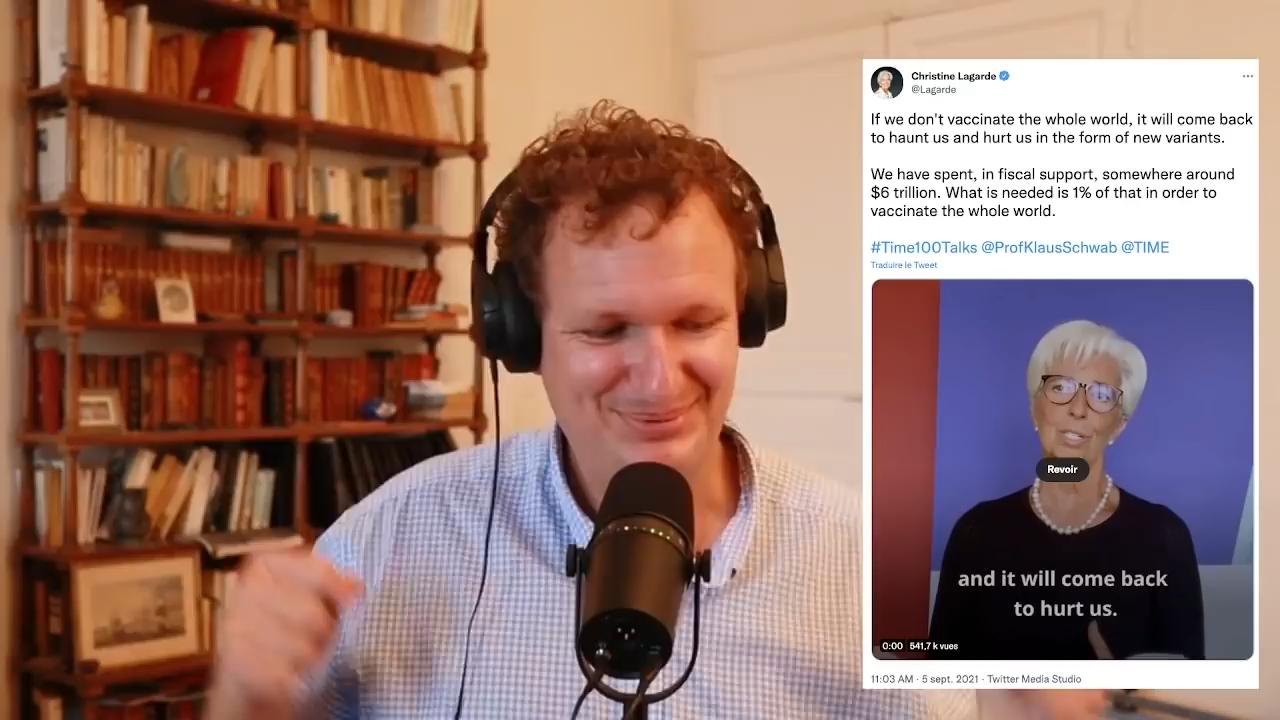 Christine Lagarde
@Lagarde
If we don't vaccinate the whole world, it will come back
to haunt us and hurt us in the form of new variants.
We have spent, in fiscal support, somewhere around
$6 trillion. What is needed is 1% of that in order to
vaccinate the whole world.
#Time100Talks @ProfKlausSchwab @TIME
Traduire le Tweet
Revoir
and it will come back
to hurt us.
0:00 541,7 k vues
11:03 AM · 5 sept. 2021 · Twitter Media Studio